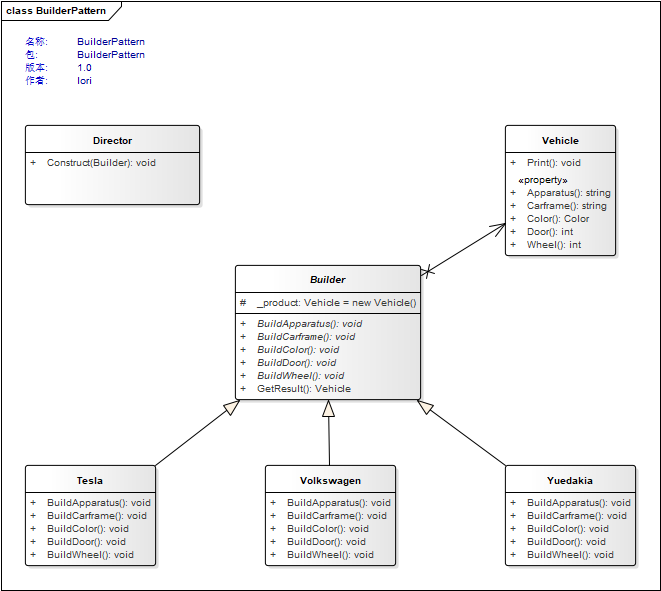 class BuilderPattern
名称: BuilderPattern
包: BuilderPattern
版本: 1.0
作者: Iori
Director
+ Construct(Builder): void
Vehicle
+ Print(): void
«property»
+ Apparatus(): string
+ Carframe(): string
+ Color(): Color
+ Door(): int
+ Wheel(): int
Builder
# _product: Vehicle = new Vehicle()
+ BuildApparatus(): void
+ BuildCarframe(): void
+ BuildColor(): void
+ BuildDoor(): void
+ BuildWheel(): void
+ GetResult(): Vehicle
Tesla
+ BuildApparatus(): void
+ BuildCarframe(): void
+ BuildColor(): void
+ BuildDoor(): void
+ BuildWheel(): void
Volkswagen
+ BuildApparatus(): void
+ BuildCarframe(): void
+ BuildColor(): void
+ BuildDoor(): void
+ BuildWheel(): void
Yuedakia
+ BuildApparatus(): void
+ BuildCarframe(): void
+ BuildColor(): void
+ BuildDoor(): void
+ BuildWheel(): void